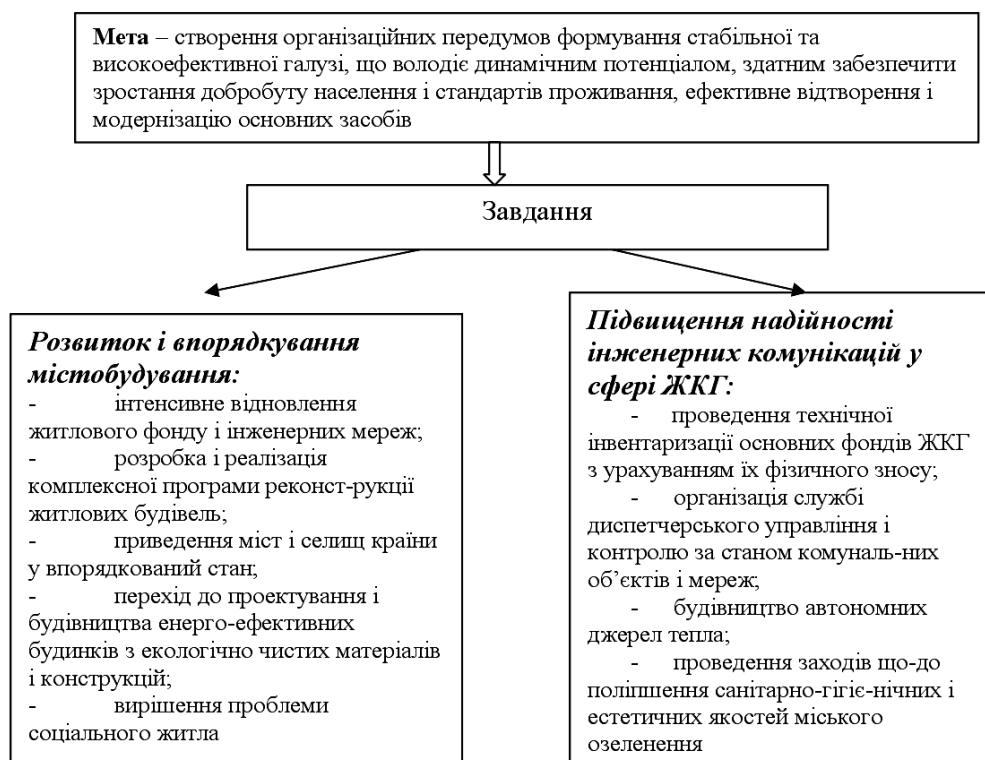 Мета – створення організаційних передумов формування стабільної та
високоефективної галузі, що володіє динамічним потенціалом, здатним забезпечити
зростання добробуту населення і стандартів проживання, ефективне відтворення і
модернізацію основних засобів
Завдання
Розвиток і впорядкування
містобудування:
- інтенсивне відновлення
житлового фонду і інженерних мереж;
- розробка і реалізація
комплексної програми реконст-рукції
житлових будівель;
- приведення міст і селищ країни
у впорядкований стан;
- перехід до проектування і
будівництва енерго-ефективних
будинків з екологічно чистих матеріалів
і конструкцій;
- вирішення проблеми
соціального житла
Підвищення надійності
інженерних комунікацій у
сфері ЖКГ:
- проведення технічної
інвентаризації основних фондів ЖКГ
з урахуванням їх фізичного зносу;
- організація службі
диспетчерського управління і
контролю за станом комуналь-них
об’єктів і мереж;
- будівництво автономних
джерел тепла;
- проведення заходів що-до
поліпшення санітарно-гігіє-нічних і
естетичних якостей міського
озеленення